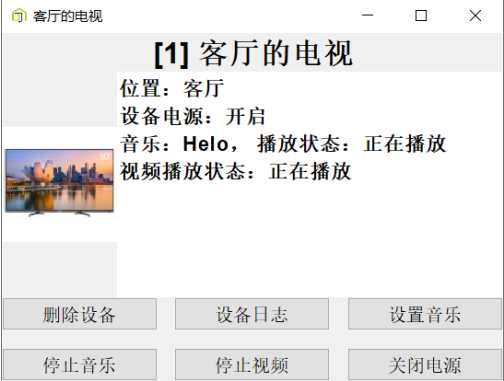 客厅的电视
[1] 客厅的电视
位置：客厅
设备电源：开启
音乐：Helo， 播放状态：正在播放
视频播放状态：正在播放
删除设备 设备日志 设置音乐
停止音乐 停止视频 关闭电源